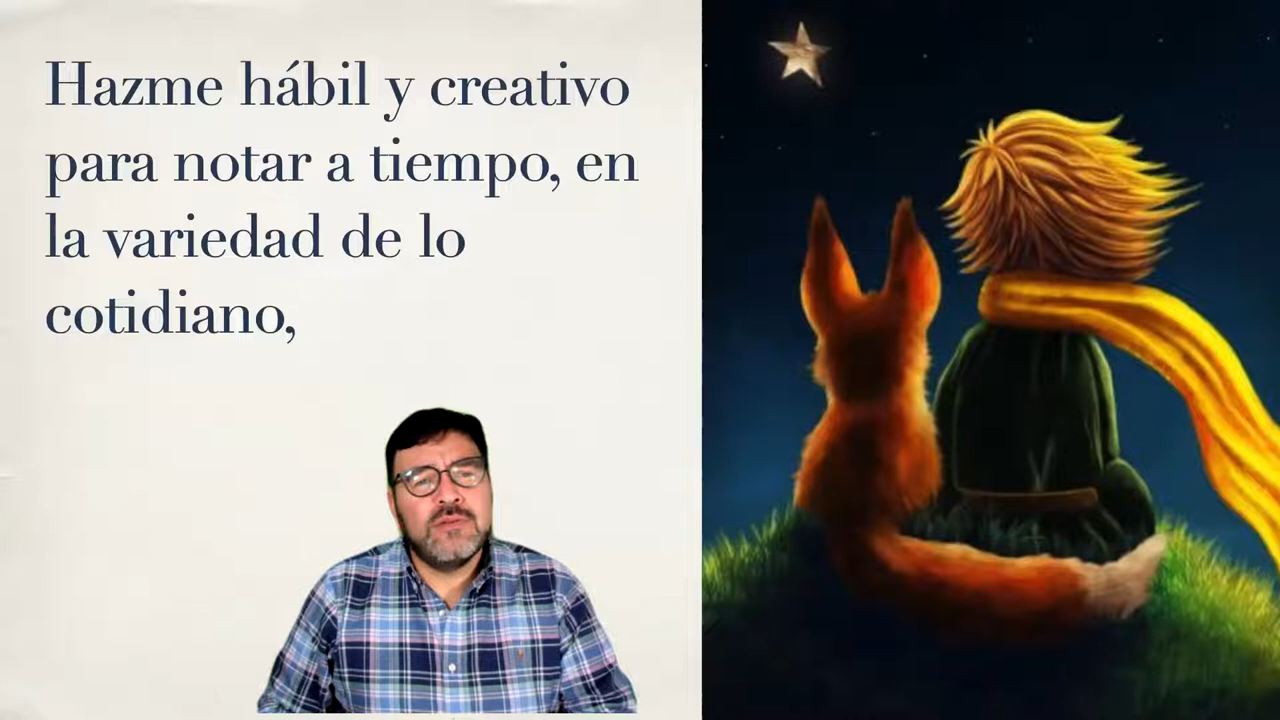 Hazme hábil y creativo
para notar a tiempo, en
la variedad de lo
cotidiano,